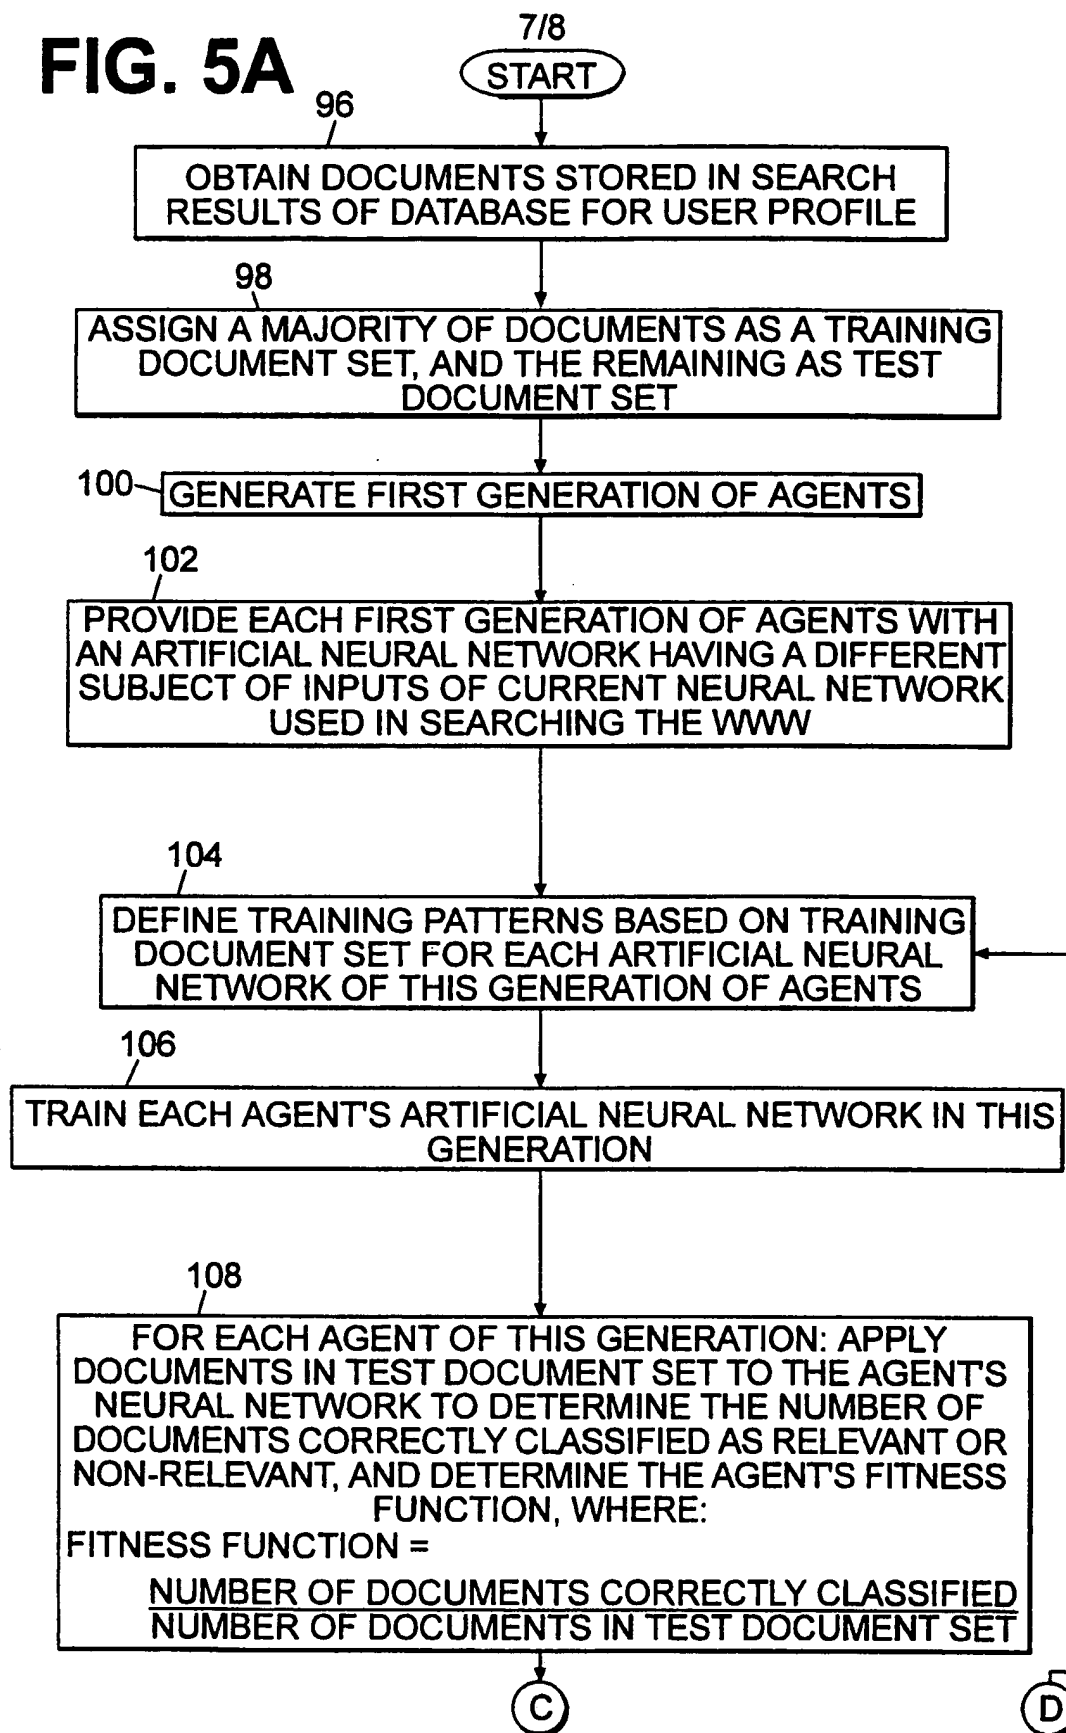 7/8
FIG. 5A
START
96
OBTAIN DOCUMENTS STORED IN SEARCH
RESULTS OF DATABASE FOR USER PROFILE
98
ASSIGN A MAJORITY OF DOCUMENTS AS A TRAINING
DOCUMENT SET, AND THE REMAINING AS TEST
DOCUMENT SET
100
GENERATE FIRST GENERATION OF AGENTS
102
PROVIDE EACH FIRST GENERATION OF AGENTS WITH
AN ARTIFICIAL NEURAL NETWORK HAVING A DIFFERENT
SUBJECT OF INPUTS OF CURRENT NEURAL NETWORK
USED IN SEARCHING THE WWW
104
DEFINE TRAINING PATTERNS BASED ON TRAINING
DOCUMENT SET FOR EACH ARTIFICIAL NEURAL
NETWORK OF THIS GENERATION OF AGENTS
106
TRAIN EACH AGENT'S ARTIFICIAL NEURAL NETWORK IN THIS
GENERATION
108
FOR EACH AGENT OF THIS GENERATION: APPLY
DOCUMENTS IN TEST DOCUMENT SET TO THE AGENT'S
NEURAL NETWORK TO DETERMINE THE NUMBER OF
DOCUMENTS CORRECTLY CLASSIFIED AS RELEVANT OR
NON-RELEVANT, AND DETERMINE THE AGENT'S FITNESS
FUNCTION, WHERE:
FITNESS FUNCTION =
NUMBER OF DOCUMENTS CORRECTLY CLASSIFIED
NUMBER OF DOCUMENTS IN TEST DOCUMENT SET
C
D